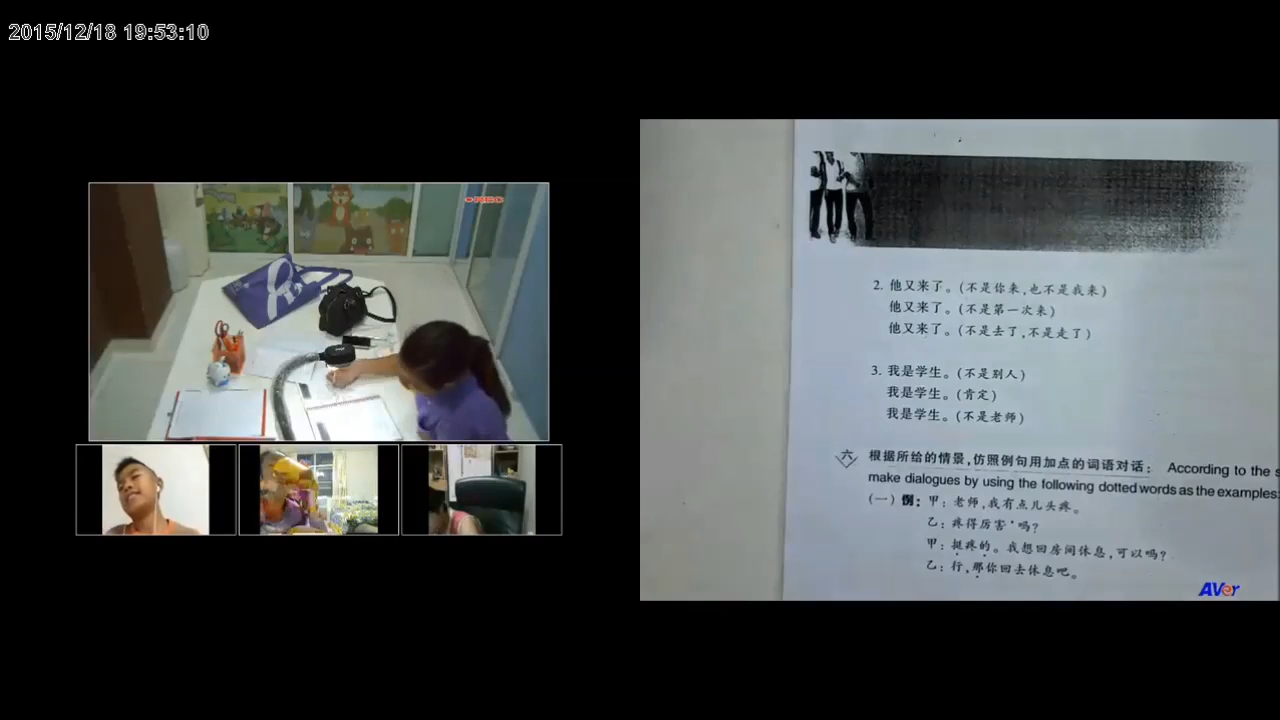 2015/12/18 19:53:10
REC
2. 他又来了。(不是你来,也不是我来)
他又来了。(不是第一次来)
他又来了。(不是去了,不是走了)
3. 我是学生。(不是别人)
我是学生。(肯定)
我是学生。(不是老师)
六 根据所给的情景,仿照例句用加点的词语对话: According to the s
make dialogues by using the following dotted words as the examples:
(一) 例: 甲: 老师,我有点儿头疼。
乙: 疼得厉害*吗?
甲: 挺疼的。我想回房间休息,可以吗?
乙: 行,那你回去休息吧。
AVer